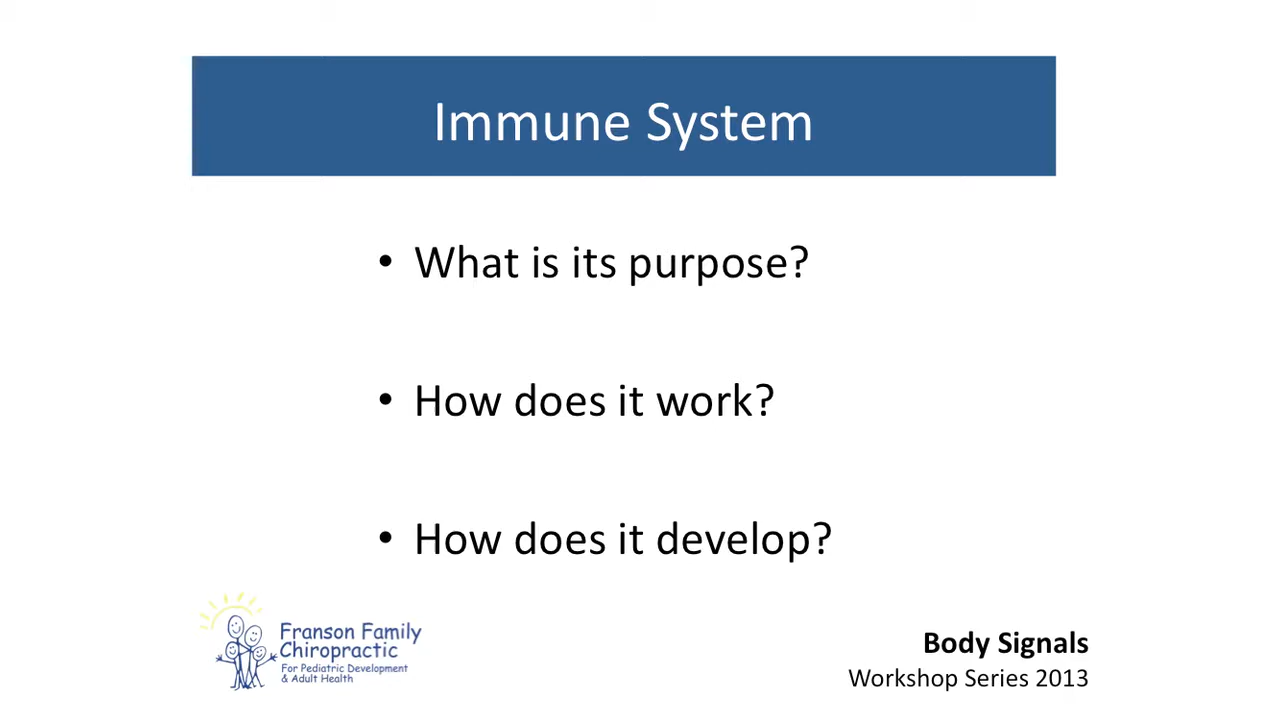 Immune System
• What is its purpose?
• How does it work?
• How does it develop?
Franson Family
Chiropractic
For Pediatric Development
& Adult Health
Body Signals
Workshop Series 2013